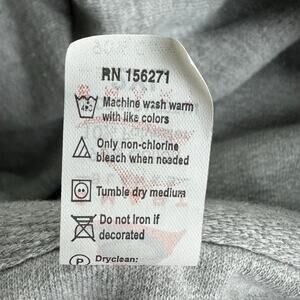 RN 156271
Machine wash warm
with like colors
Only non-chlorine
bleach when needed
Tumble dry medium
Do not Iron if
decorated
P Dryclean: